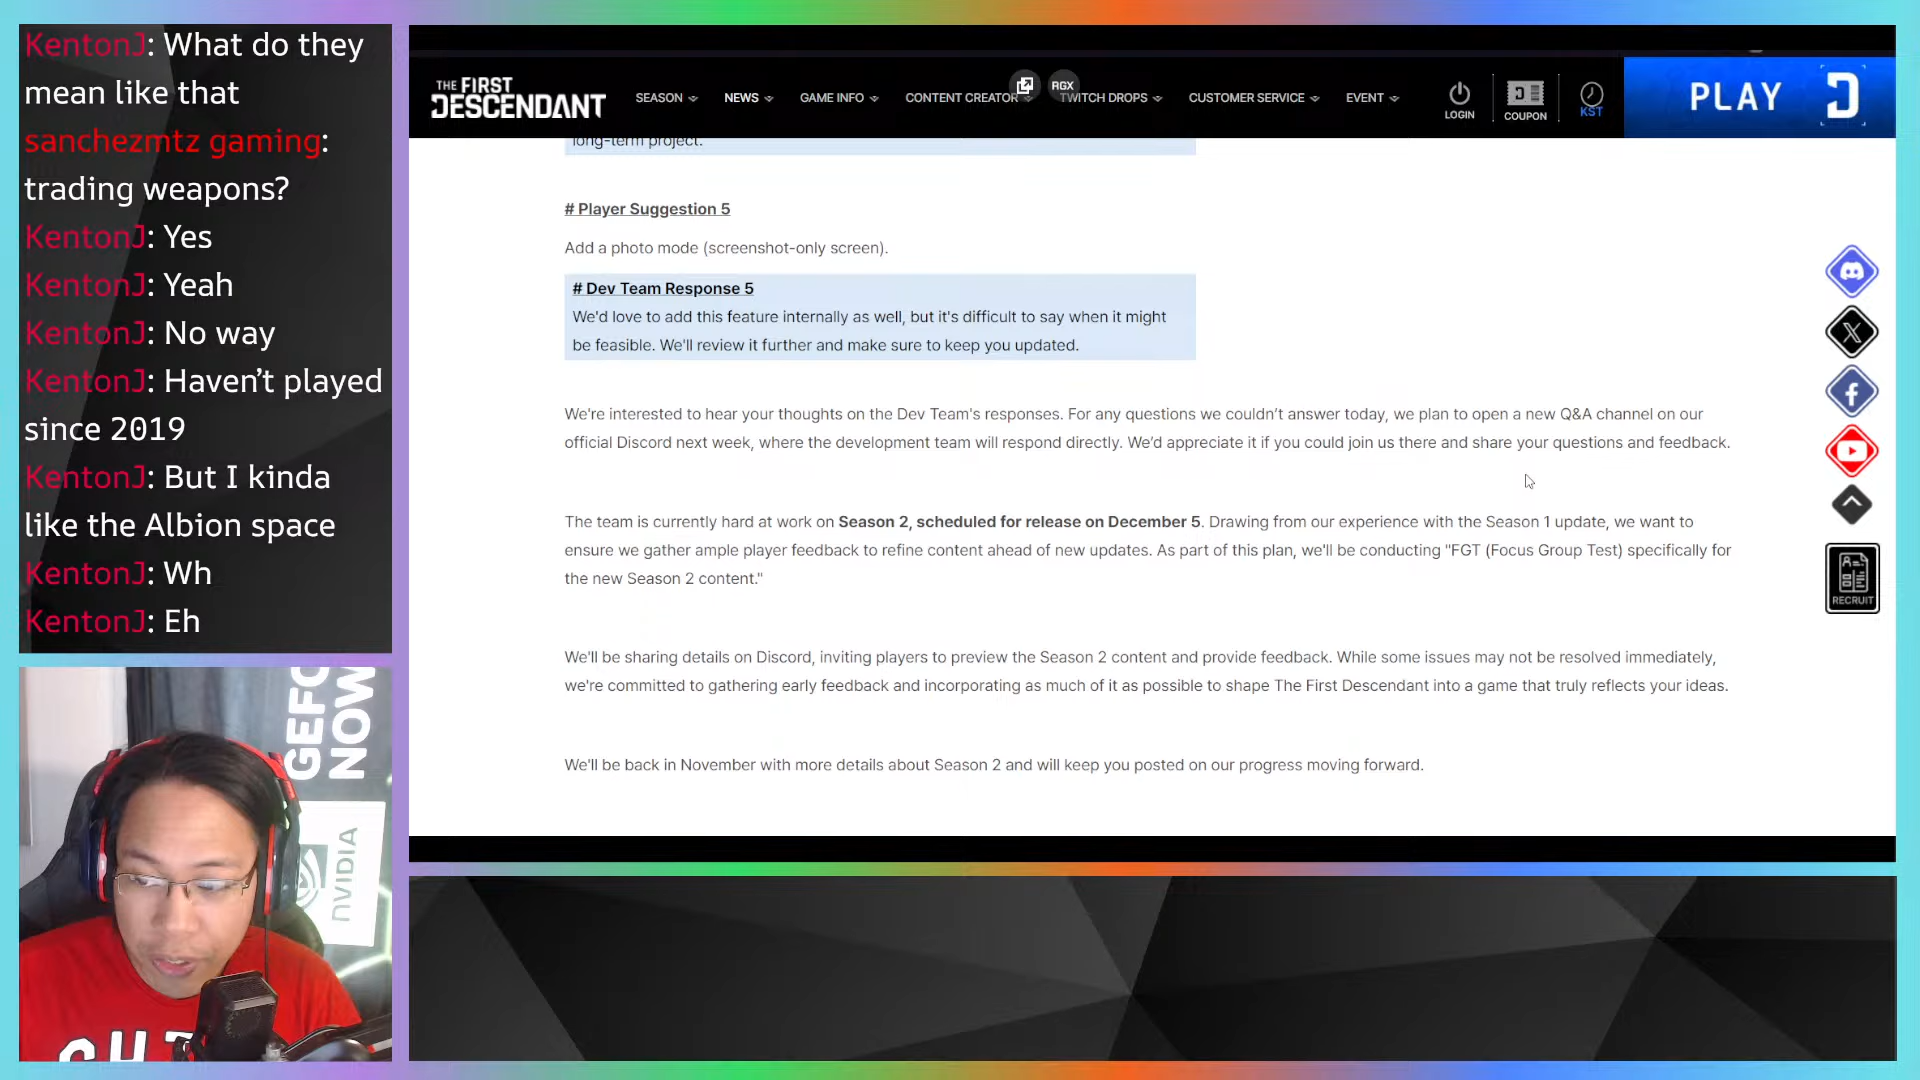 KentonJ: What do they
mean like that
sanchezmtz gaming:
trading weapons?
KentonJ: Yes
KentonJ: Yeah
KentonJ: No way
KentonJ: Haven't played
since 2019
KentonJ: But I kinda
like the Albion space
KentonJ: Wh
KentonJ: Eh
THE FIRST
DESCENDANT
SEASON
NEWS
GAME INFO
CONTENT CREATOR
RGX
TWITCH DROPS
CUSTOMER SERVICE
EVENT
LOGIN
COUPON
KST
PLAY
long-term project.
# Player Suggestion 5
Add a photo mode (screenshot-only screen).
# Dev Team Response 5
We'd love to add this feature internally as well, but it's difficult to say when it might
be feasible. We'll review it further and make sure to keep you updated.
We're interested to hear your thoughts on the Dev Team's responses. For any questions we couldn't answer today, we plan to open a new Q&A channel on our
official Discord next week, where the development team will respond directly. We'd appreciate it if you could join us there and share your questions and feedback.
The team is currently hard at work on Season 2, scheduled for release on December 5. Drawing from our experience with the Season 1 update, we want to
ensure we gather ample player feedback to refine content ahead of new updates. As part of this plan, we'll be conducting "FGT (Focus Group Test) specifically for
the new Season 2 content."
We'll be sharing details on Discord, inviting players to preview the Season 2 content and provide feedback. While some issues may not be resolved immediately,
we're committed to gathering early feedback and incorporating as much of it as possible to shape The First Descendant into a game that truly reflects your ideas.
We'll be back in November with more details about Season 2 and will keep you posted on our progress moving forward.
RECRUIT
GEFO
NOW
NVIDIA